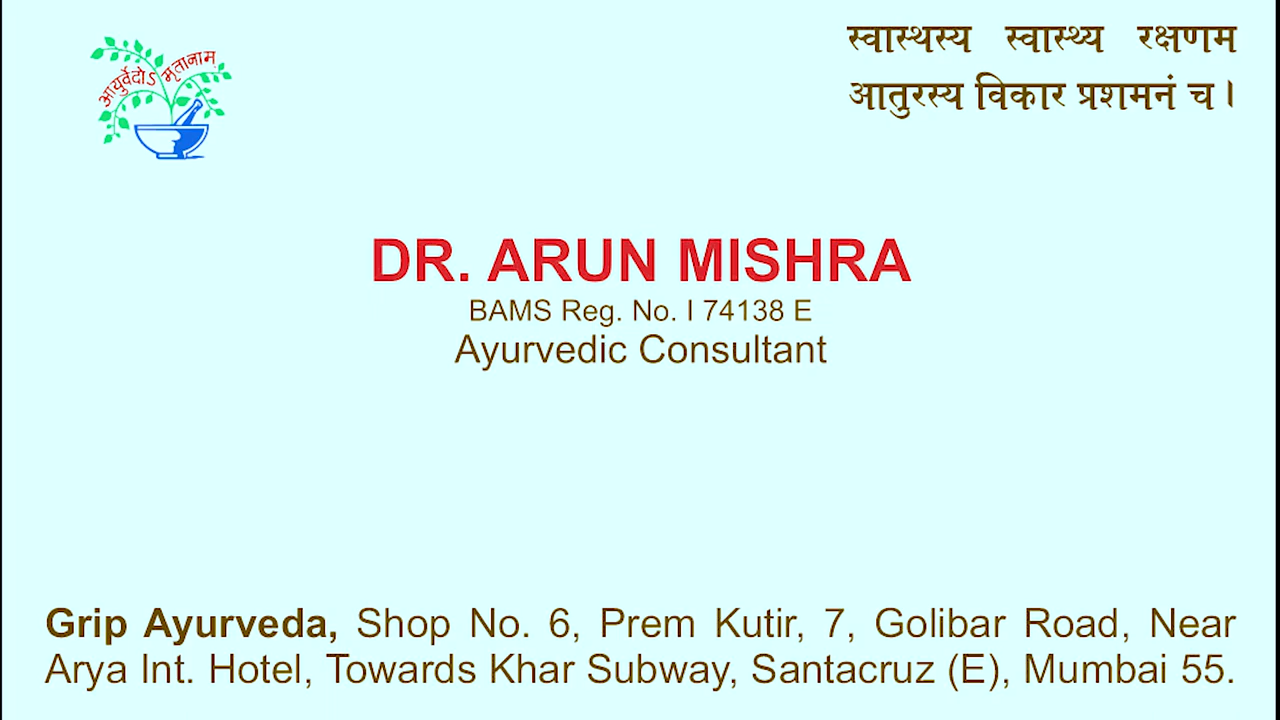 आयुर्वेदोऽ मृतानाम्
स्वास्थस्य स्वास्थ्य रक्षणम
आतुरस्य विकार प्रशमनं च।
DR. ARUN MISHRA
BAMS Reg. No. I 74138 E
Ayurvedic Consultant
Grip Ayurveda, Shop No. 6, Prem Kutir, 7, Golibar Road, Near
Arya Int. Hotel, Towards Khar Subway, Santacruz (E), Mumbai 55.